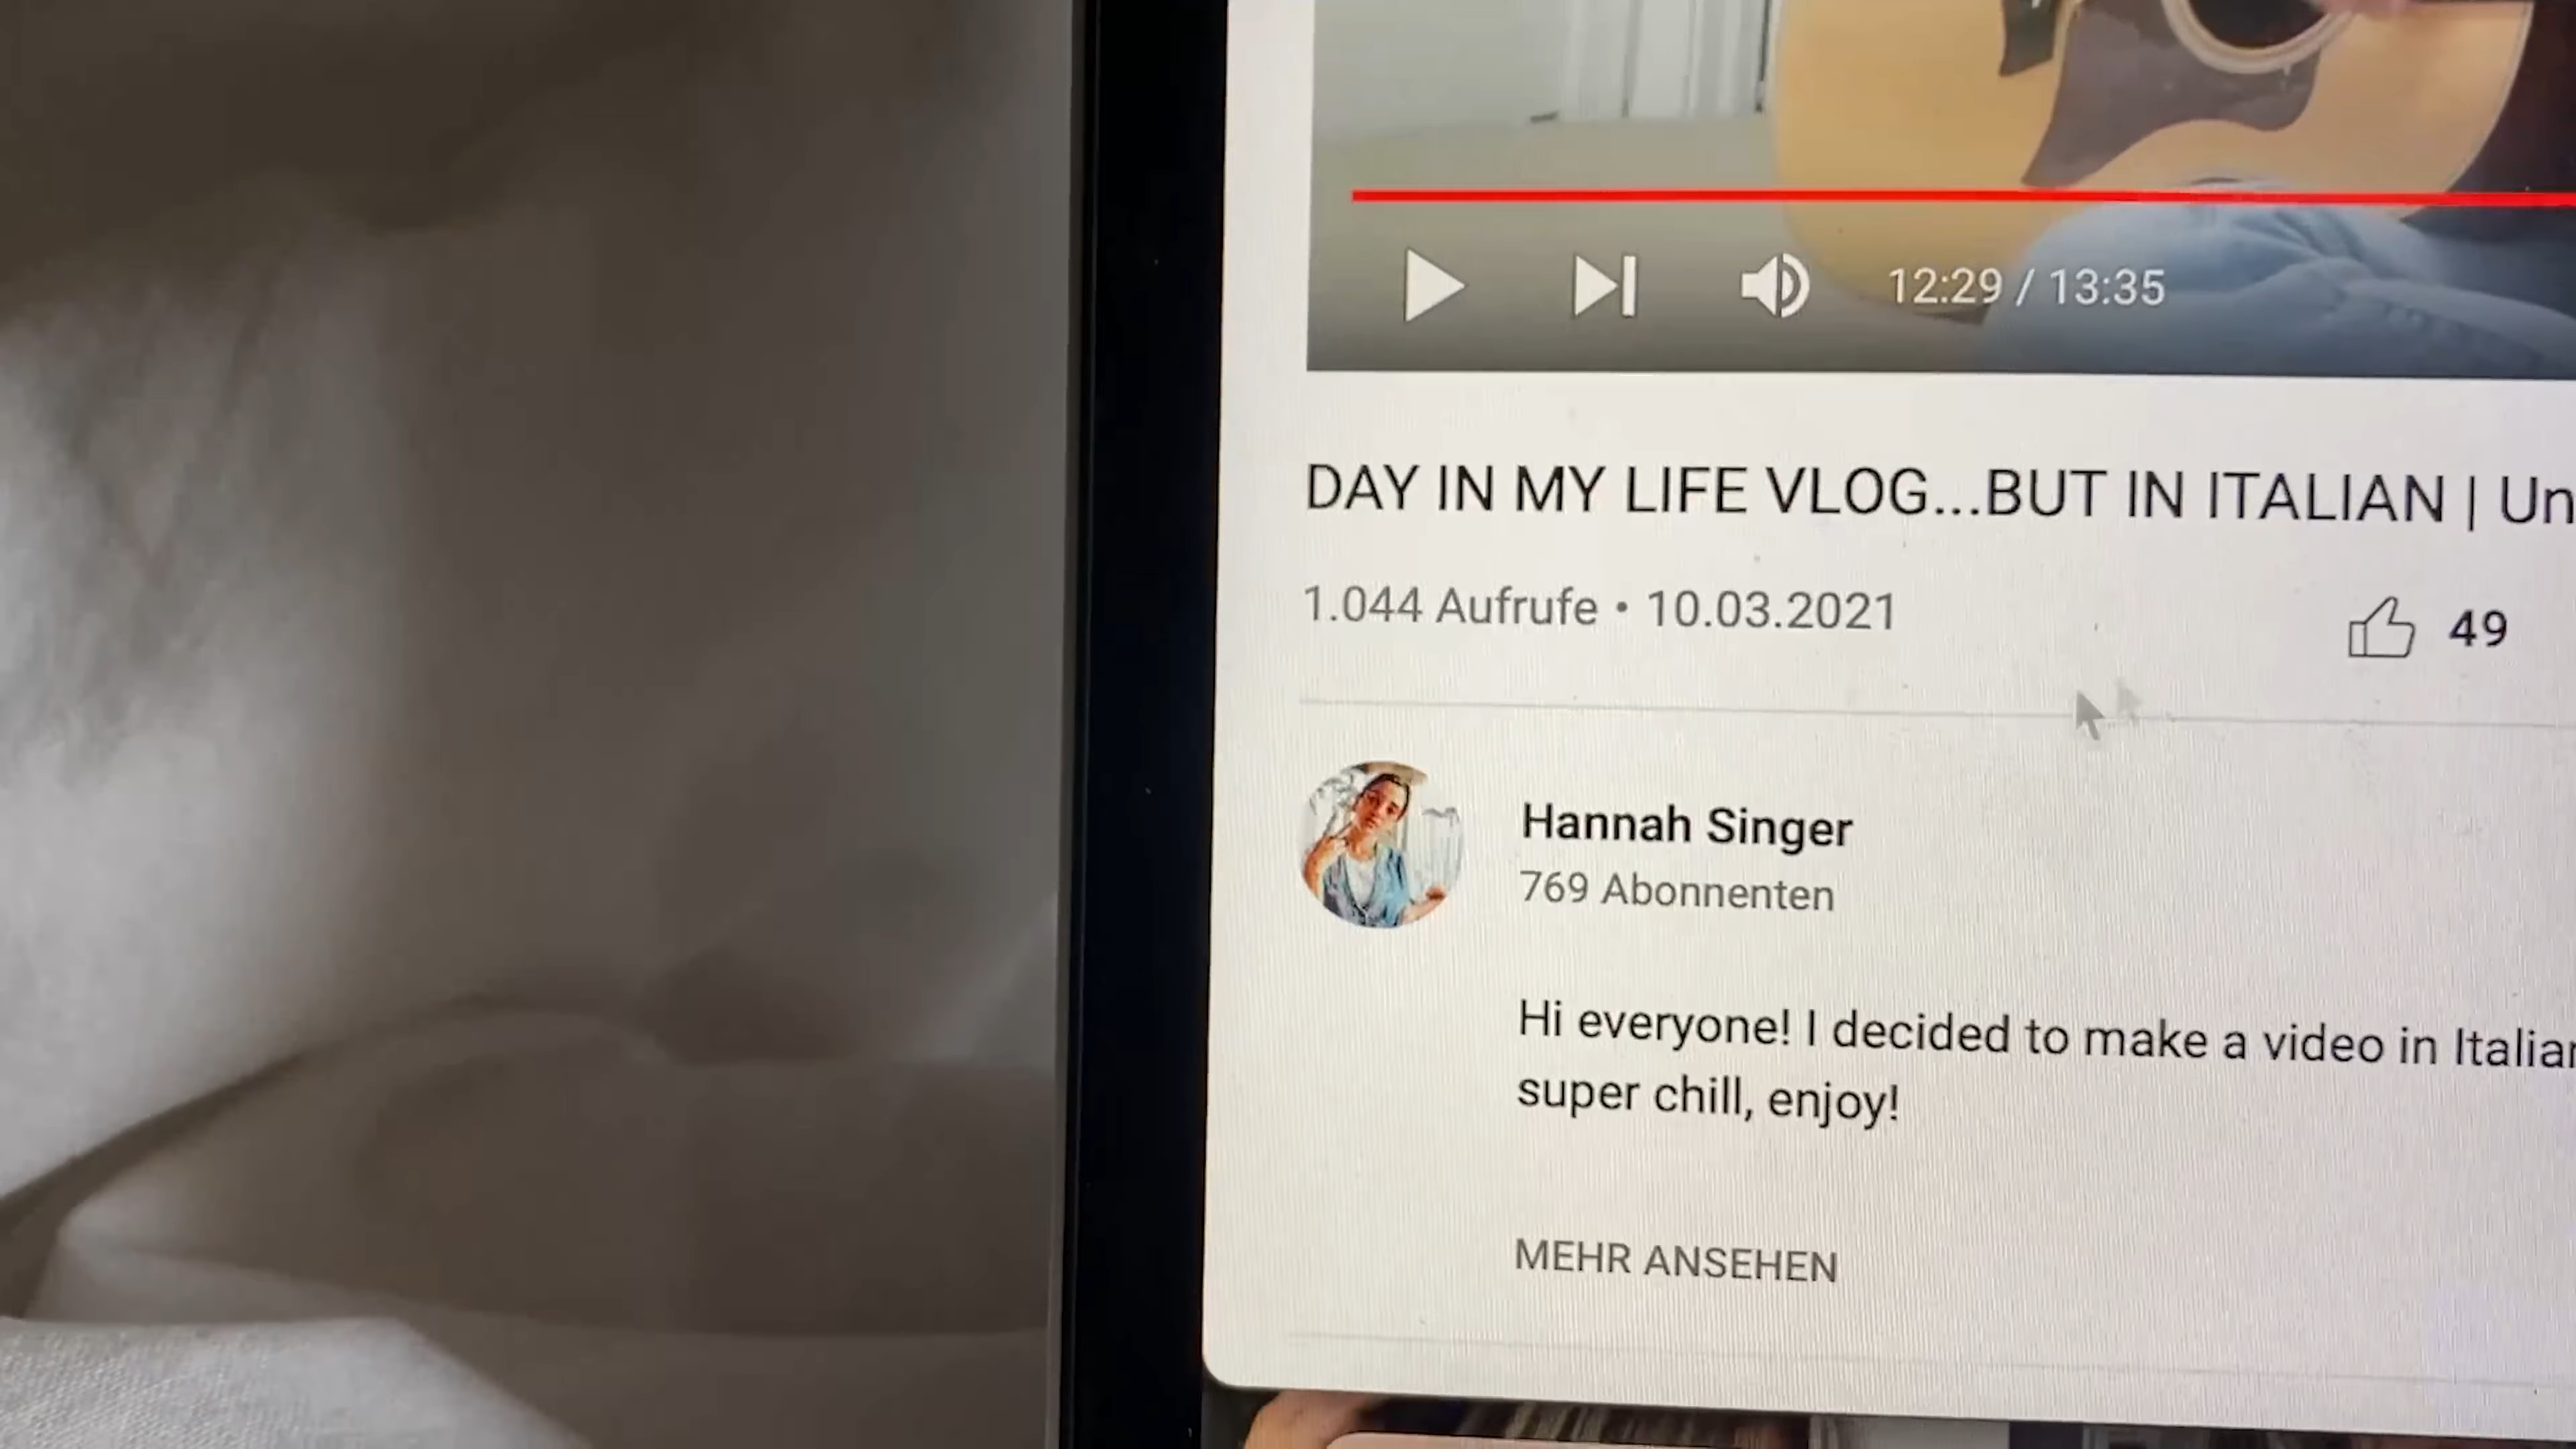 12:29 / 13:35
DAY IN MY LIFE VLOG...BUT IN ITALIAN | Un
1.044 Aufrufe • 10.03.2021
49
Hannah Singer
769 Abonnenten
Hi everyone! I decided to make a video in Italian
super chill, enjoy!
MEHR ANSEHEN